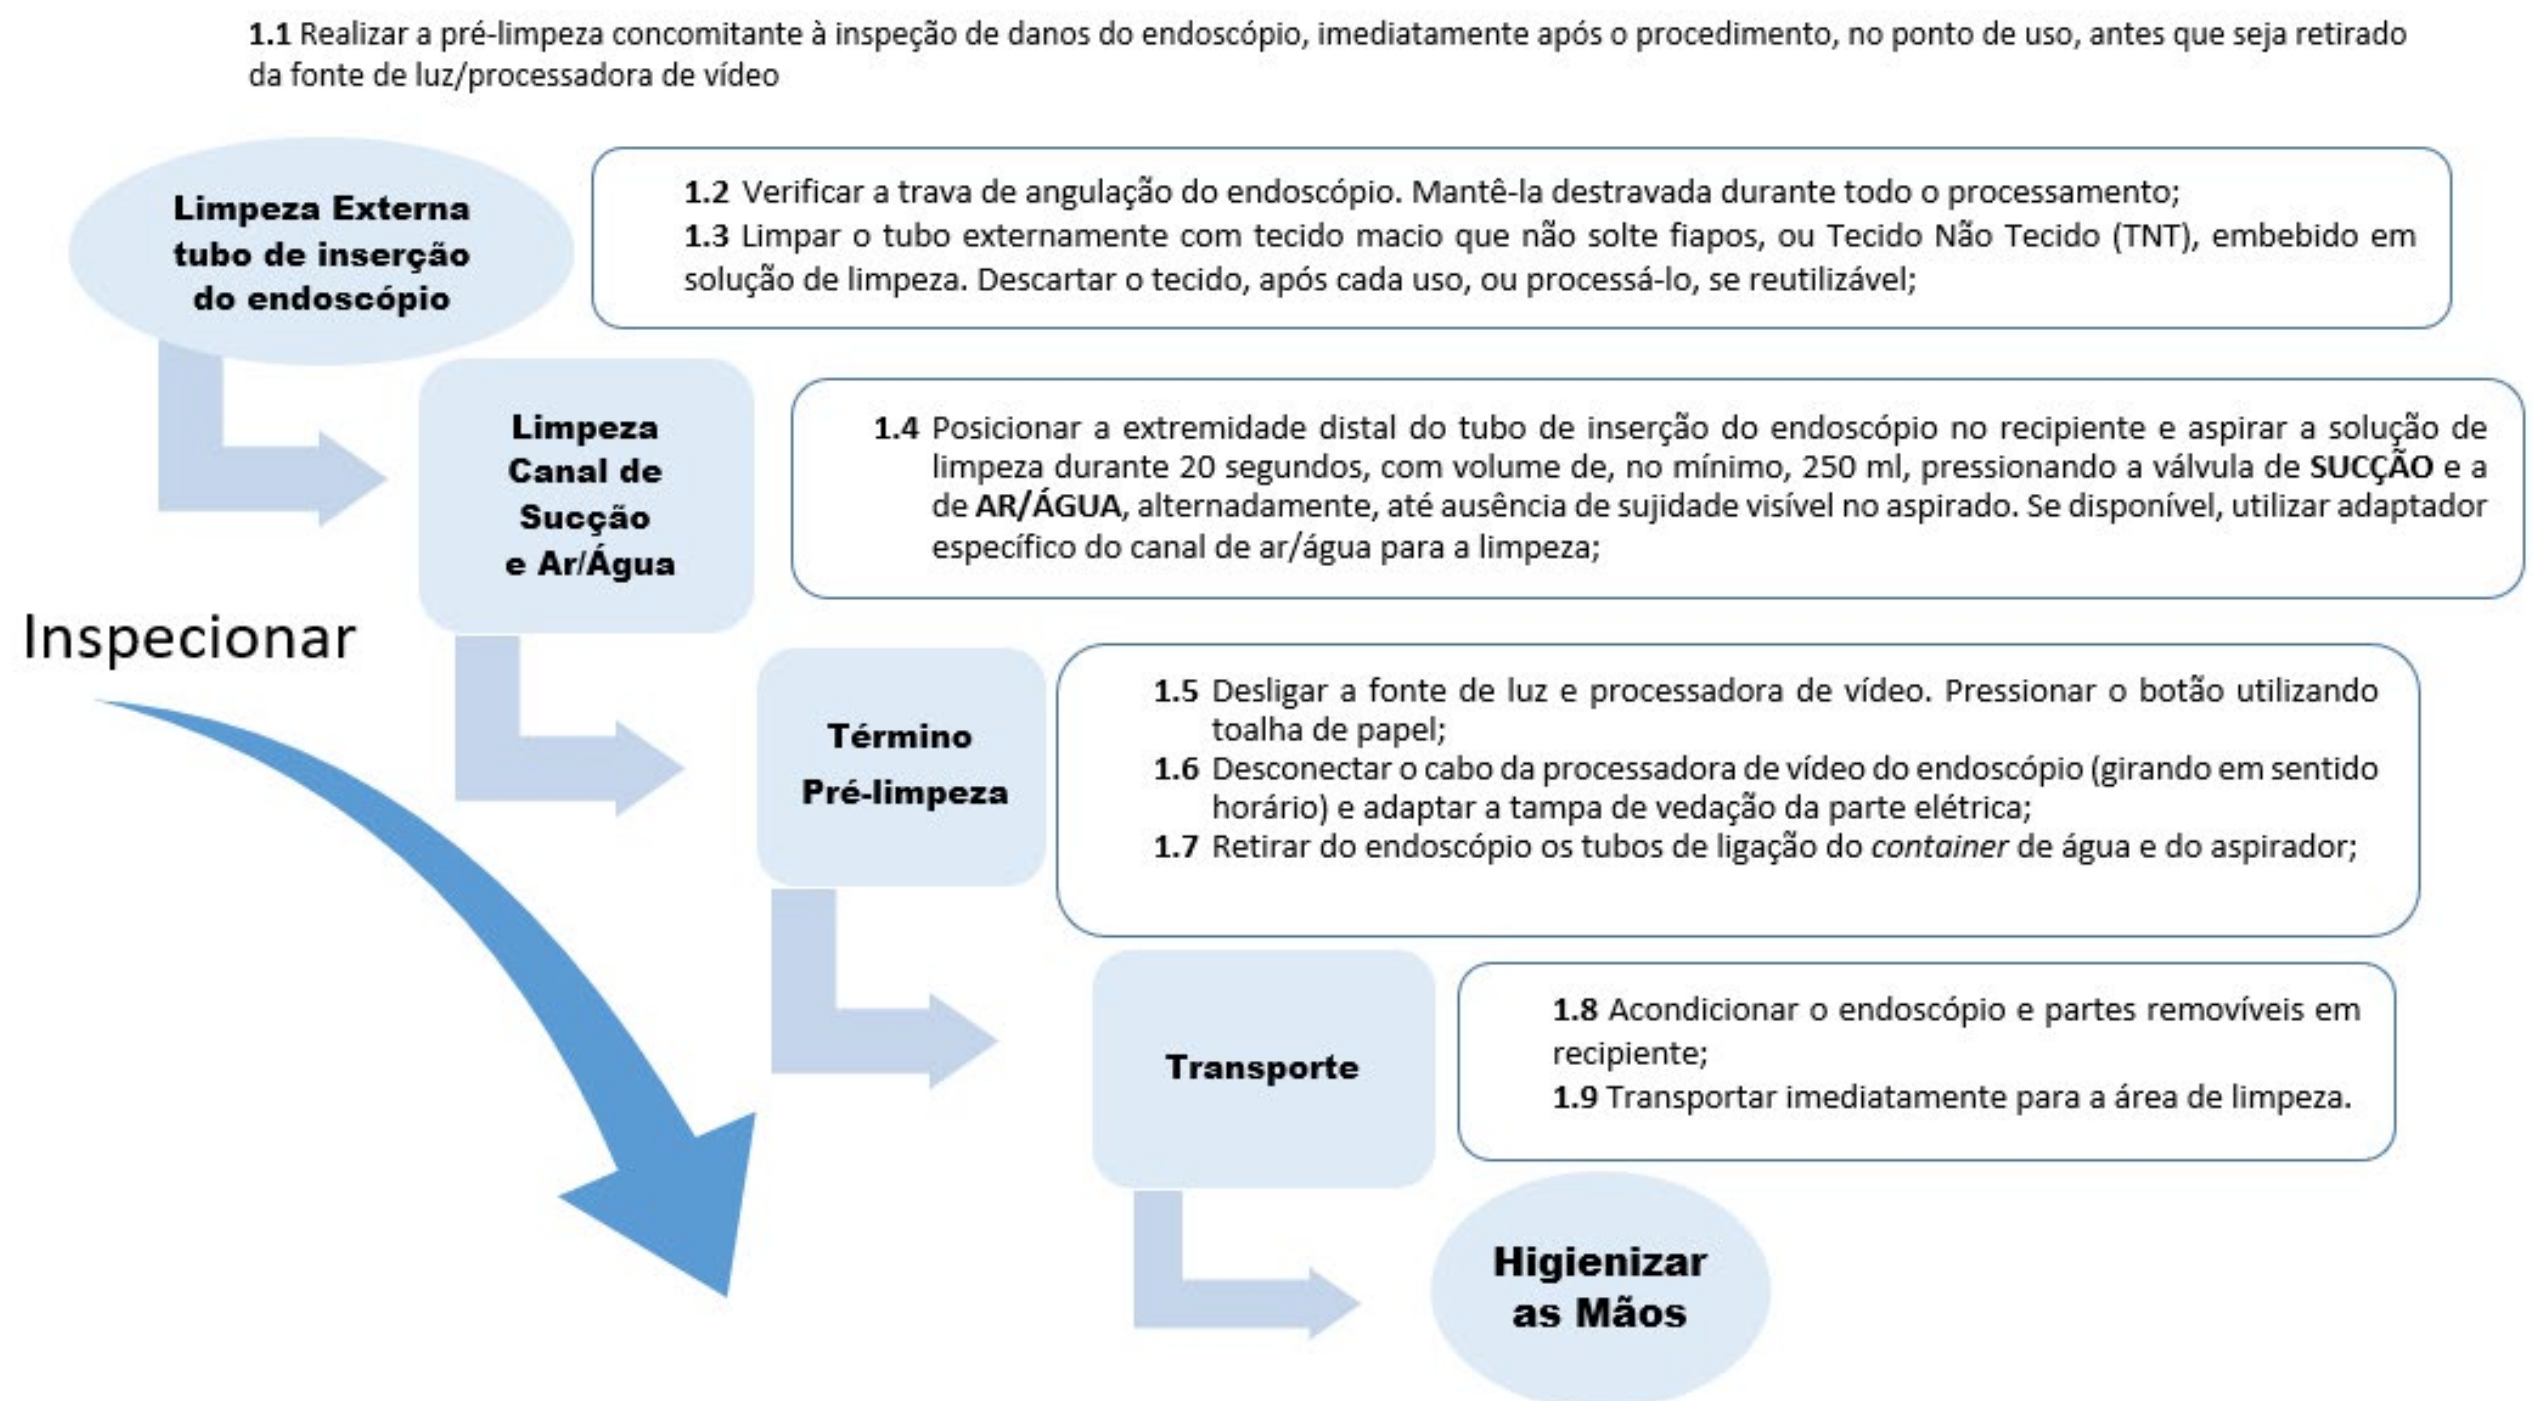 1.1 Realizar a pré-limpeza concomitante à inspeção de danos do endoscópio, imediatamente após o procedimento, no ponto de uso, antes que seja retirado
da fonte de luz/processadora de vídeo
Limpeza Externa
tubo de inserção
do endoscópio
1.2 Verificar a trava de angulação do endoscópio. Mantê-la destravada durante todo o processamento;
1.3 Limpar o tubo externamente com tecido macio que não solte fiapos, ou Tecido Não Tecido (TNT), embebido em
solução de limpeza. Descartar o tecido, após cada uso, ou processá-lo, se reutilizável;
Limpeza
Canal de
Sucção
e Ar/Água
1.4 Posicionar a extremidade distal do tubo de inserção do endoscópio no recipiente e aspirar a solução de
limpeza durante 20 segundos, com volume de, no mínimo, 250 ml, pressionando a válvula de SUCÇÃO e a
de AR/ÁGUA, alternadamente, até ausência de sujidade visível no aspirado. Se disponível, utilizar adaptador
específico do canal de ar/água para a limpeza;
Inspecionar
Término
Pré-limpeza
1.5 Desligar a fonte de luz e processadora de vídeo. Pressionar o botão utilizando
toalha de papel;
1.6 Desconectar o cabo da processadora de vídeo do endoscópio (girando em sentido
horário) e adaptar a tampa de vedação da parte elétrica;
1.7 Retirar do endoscópio os tubos de ligação do container de água e do aspirador;
Transporte
1.8 Acondicionar o endoscópio e partes removíveis em
recipiente;
1.9 Transportar imediatamente para a área de limpeza.
Higienizar
as Mãos